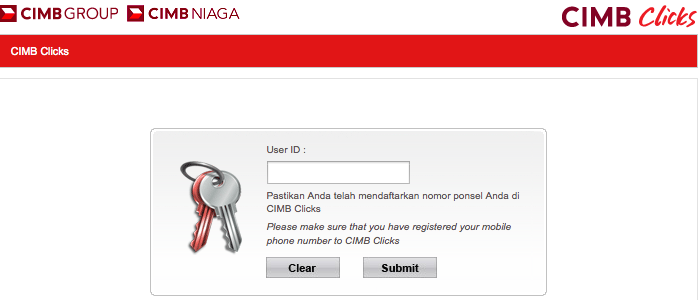 CIMB GROUP CIMB NIAGA CIMB Clicks
CIMB Clicks
User ID :
Pastikan Anda telah mendaftarkan nomor ponsel Anda di
CIMB Clicks
Please make sure that you have registered your mobile
phone number to CIMB Clicks
Clear Submit